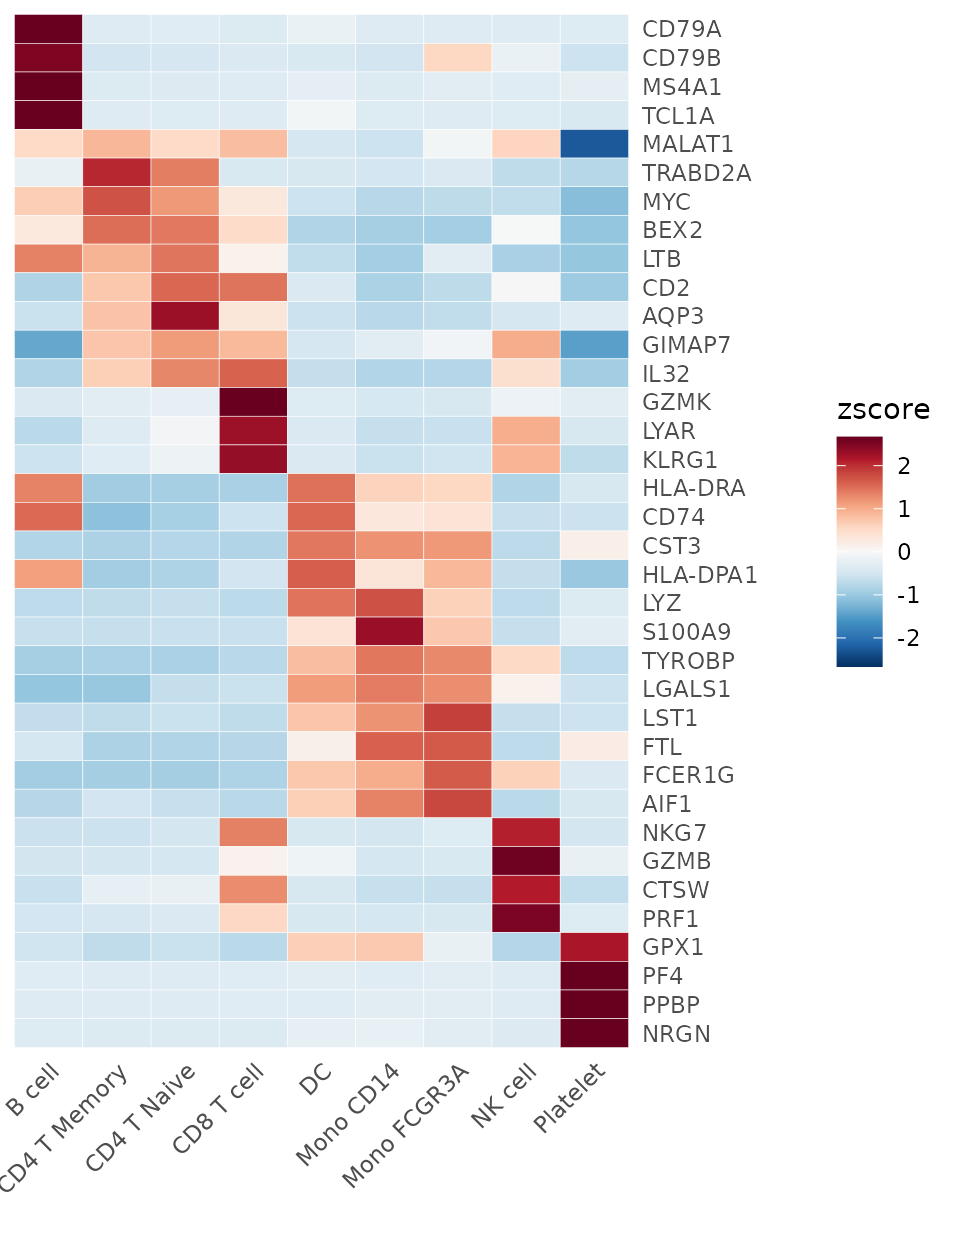 CD79A
CD79B
MS4A1
TCL1A
MALAT1
TRABD2A
MYC
BEX2
LTB
CD2
AQP3
GIMAP7
IL32
GZMK
LYAR
KLRG1
HLA-DRA
CD74
CST3
HLA-DPA1
LYZ
S100A9
TYROBP
LGALS1
LST1
FTL
FCER1G
AIF1
NKG7
GZMB
CTSW
PRF1
GPX1
PF4
PPBP
NRGN
B cell
CD4 T Memory
CD4 T Naive
CD8 T cell
DC
Mono CD14
Mono FCGR3A
NK cell
Platelet
zscore
2
1
0
-1
-2